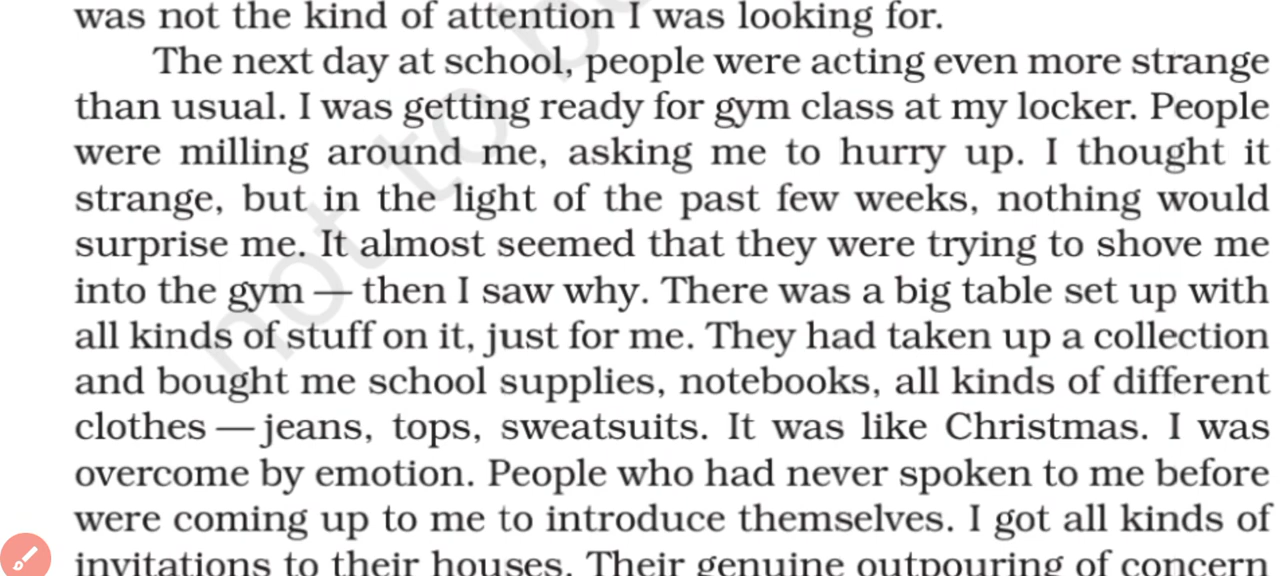 was not the kind of attention I was looking for.
The next day at school, people were acting even more strange
than usual. I was getting ready for gym class at my locker. People
were milling around me, asking me to hurry up. I thought it
strange, but in the light of the past few weeks, nothing would
surprise me. It almost seemed that they were trying to shove me
into the gym — then I saw why. There was a big table set up with
all kinds of stuff on it, just for me. They had taken up a collection
and bought me school supplies, notebooks, all kinds of different
clothes — jeans, tops, sweatsuits. It was like Christmas. I was
overcome by emotion. People who had never spoken to me before
were coming up to me to introduce themselves. I got all kinds of
invitations to their houses. Their genuine outpouring of concern
not to b